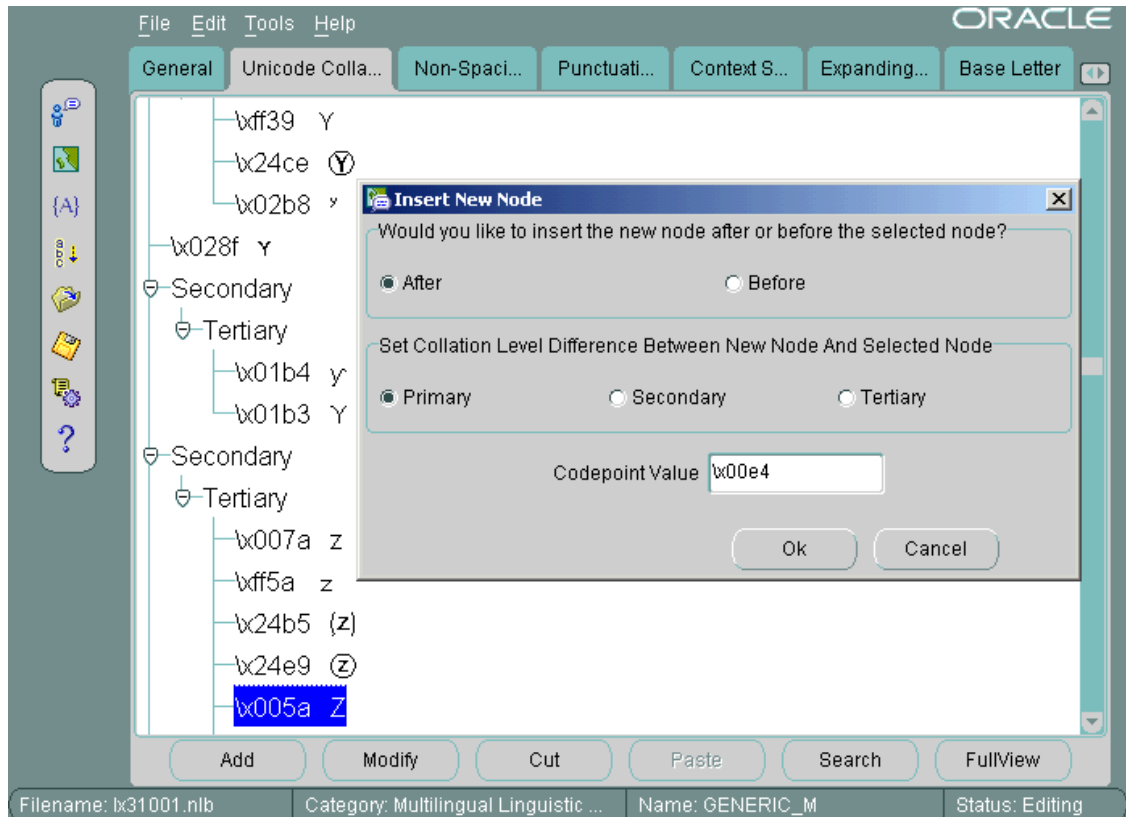 File Edit Tools Help ORACLE
General Unicode Colla... Non-Spaci... Punctuati... Context S... Expanding... Base Letter
\xff39 Y
\x24ce Ⓨ
\x02b8 ʸ
\x028f ʏ
Secondary
Tertiary
\x01b4 ƴ
\x01b3 Ƴ
Secondary
Tertiary
\x007a z
\xff5a z
\x24b5 (z)
\x24e9 ⓩ
\x005a Z
{A}
a
b
c
?
Insert New Node
Would you like to insert the new node after or before the selected node?
After Before
Set Collation Level Difference Between New Node And Selected Node
Primary Secondary Tertiary
Codepoint Value \x00e4
Ok Cancel
Add Modify Cut Paste Search FullView
Filename: lx31001.nlb Category: Multilingual Linguistic ... Name: GENERIC_M Status: Editing